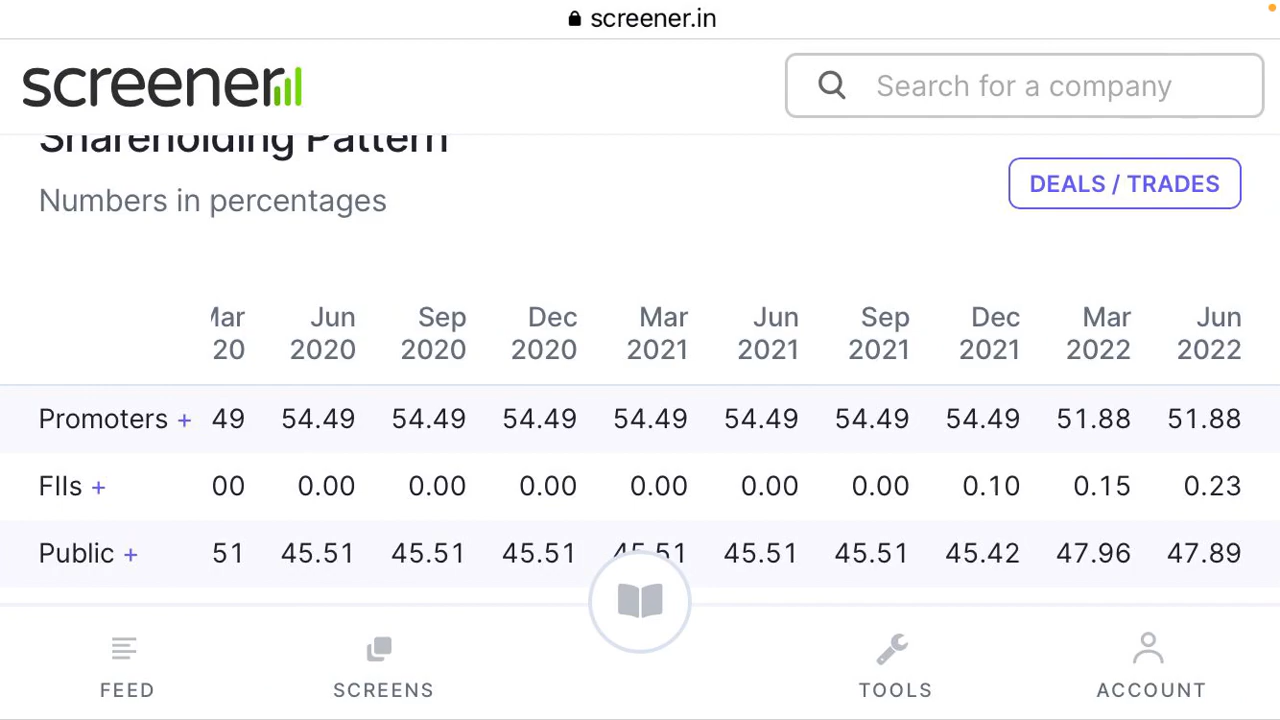 screener.in
screener
Search for a company
Shareholding Pattern
Numbers in percentages
DEALS / TRADES
Mar Jun Sep Dec Mar Jun Sep Dec Mar Jun
20 2020 2020 2020 2021 2021 2021 2021 2022 2022
Promoters + 49 54.49 54.49 54.49 54.49 54.49 54.49 54.49 51.88 51.88
FIIs + 00 0.00 0.00 0.00 0.00 0.00 0.00 0.10 0.15 0.23
Public + 51 45.51 45.51 45.51 45.51 45.51 45.51 45.42 47.96 47.89
FEED SCREENS TOOLS ACCOUNT